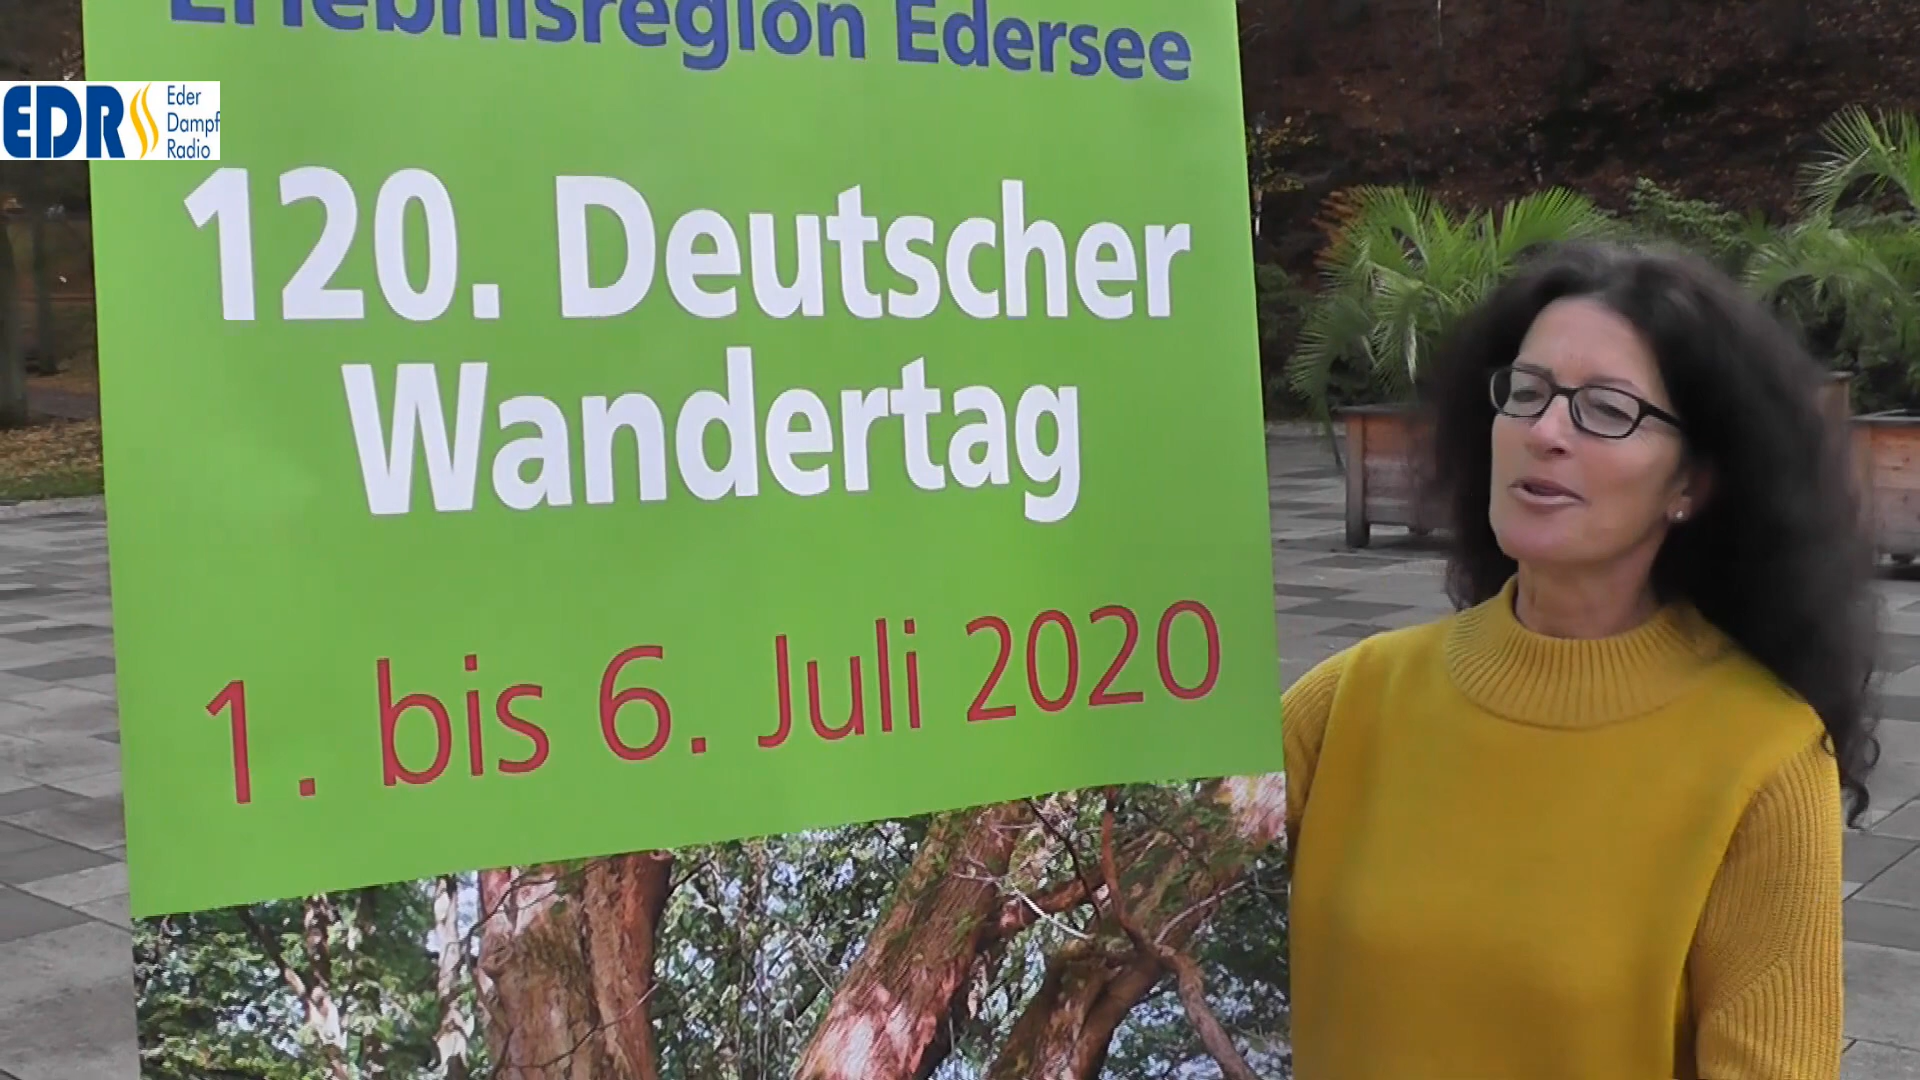 Erlebnisregion Edersee
EDR
Eder
Dampf
Radio
120. Deutscher
Wandertag
1. bis 6. Juli 2020